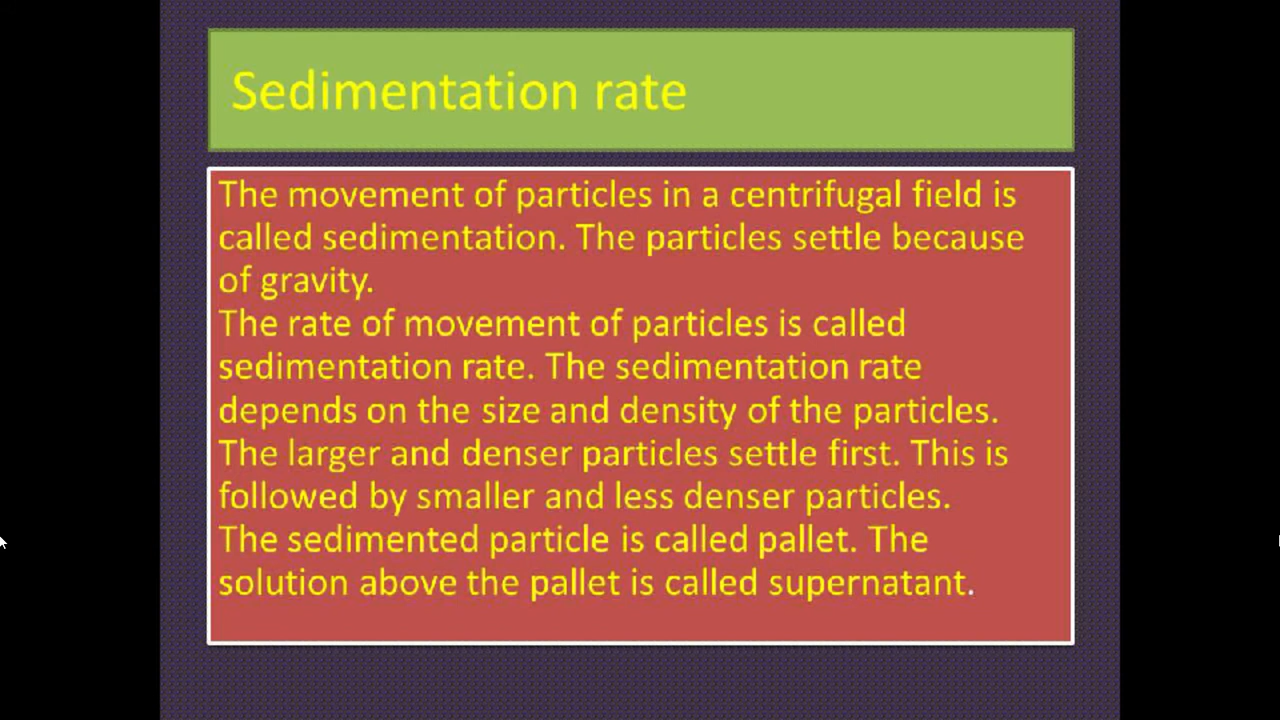 Sedimentation rate
The movement of particles in a centrifugal field is
called sedimentation. The particles settle because
of gravity.
The rate of movement of particles is called
sedimentation rate. The sedimentation rate
depends on the size and density of the particles.
The larger and denser particles settle first. This is
followed by smaller and less denser particles.
The sedimented particle is called pallet. The
solution above the pallet is called supernatant.